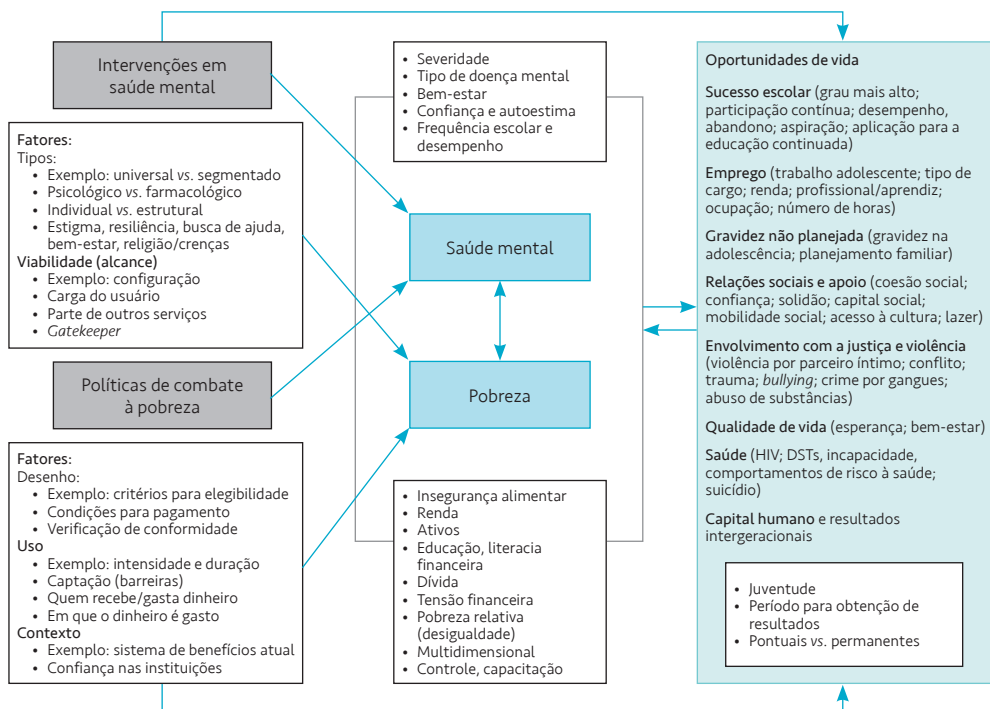 Intervenções em
saúde mental
Fatores:
Tipos:
• Exemplo: universal vs. segmentado
• Psicológico vs. farmacológico
• Individual vs. estrutural
• Estigma, resiliência, busca de ajuda,
bem-estar, religião/crenças
Viabilidade (alcance)
• Exemplo: configuração
• Carga do usuário
• Parte de outros serviços
• Gatekeeper
Políticas de combate
à pobreza
Fatores:
Desenho:
• Exemplo: critérios para elegibilidade
• Condições para pagamento
• Verificação de conformidade
Uso
• Exemplo: intensidade e duração
• Captação (barreiras)
• Quem recebe/gasta dinheiro
• Em que o dinheiro é gasto
Contexto
• Exemplo: sistema de benefícios atual
• Confiança nas instituições
• Severidade
• Tipo de doença mental
• Bem-estar
• Confiança e autoestima
• Frequência escolar e
desempenho
Saúde mental
Pobreza
• Insegurança alimentar
• Renda
• Ativos
• Educação, literacia
financeira
• Dívida
• Tensão financeira
• Pobreza relativa
(desigualdade)
• Multidimensional
• Controle, capacitação
Oportunidades de vida
Sucesso escolar (grau mais alto;
participação contínua; desempenho,
abandono; aspiração; aplicação para a
educação continuada)
Emprego (trabalho adolescente; tipo de
cargo; renda; profissional/aprendiz;
ocupação; número de horas)
Gravidez não planejada (gravidez na
adolescência; planejamento familiar)
Relações sociais e apoio (coesão social;
confiança; solidão; capital social;
mobilidade social; acesso à cultura; lazer)
Envolvimento com a justiça e violência
(violência por parceiro íntimo; conflito;
trauma; bullying; crime por gangues;
abuso de substâncias)
Qualidade de vida (esperança; bem-estar)
Saúde (HIV; DSTs, incapacidade,
comportamentos de risco à saúde;
suicídio)
Capital humano e resultados
intergeracionais
• Juventude
• Período para obtenção de
resultados
• Pontuais vs. permanentes